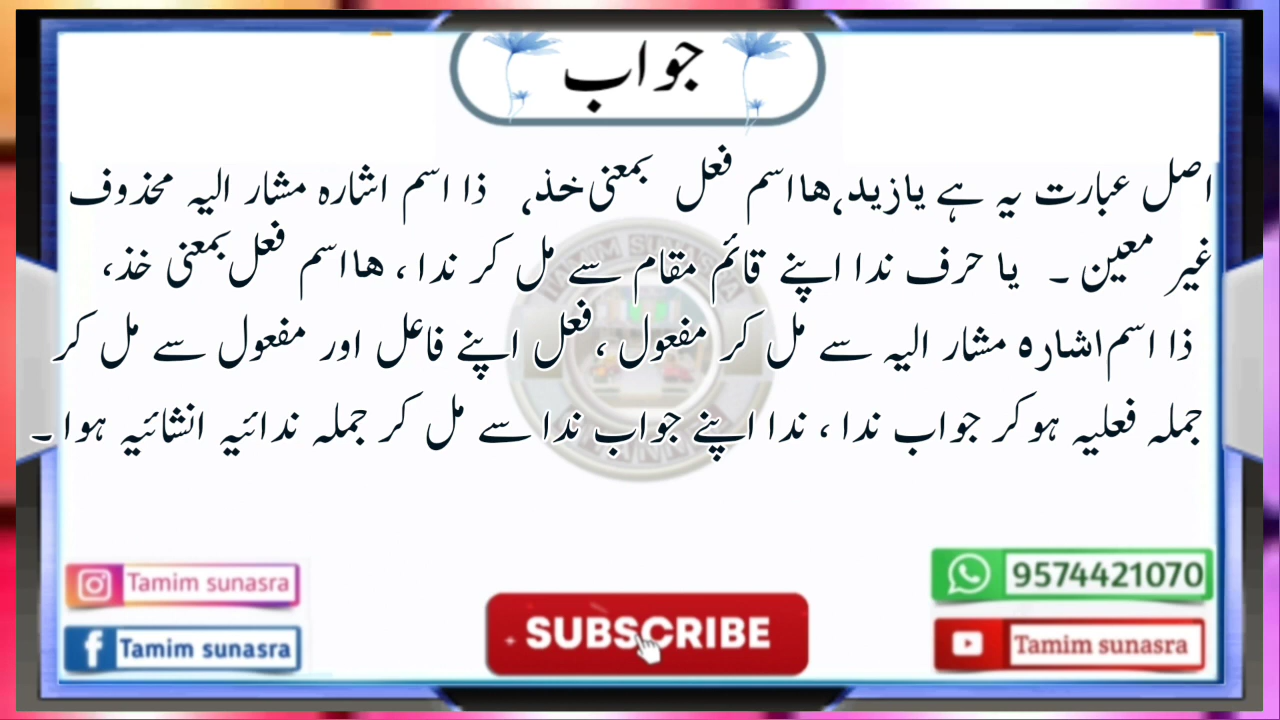 جواب
اصل عبارت یہ ہے یازید،ھااسم فعل بمعنیٰ خذ، ذا اسم اشارہ مشار الیہ محذوف
غیر معین ۔ یا حرف ندا اپنے قائم مقام سے مل کر ندا، ھااسم فعل بمعنیٰ خذ،
ذا اسم اشارہ مشار الیہ سے مل کر مفعول، فعل اپنے فاعل اور مفعول سے مل کر
جملہ فعلیہ ہوکر جواب ندا، ندا اپنے جواب ندا سے مل کر جملہ ندائیہ انشائیہ ہوا۔
Tamim sunasra
9574421070
SUBSCRIBE
Tamim sunasra
Tamim sunasra